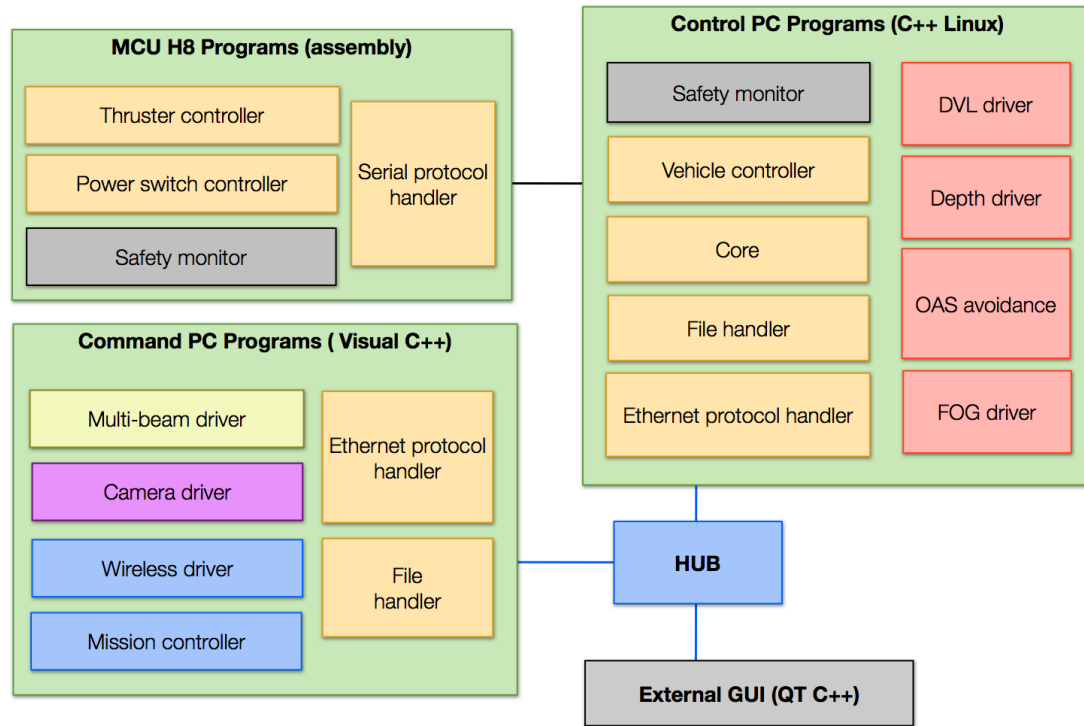 MCU H8 Programs (assembly)
Thruster controller
Power switch controller
Safety monitor
Serial protocol
handler
Control PC Programs (C++ Linux)
Safety monitor
Vehicle controller
Core
File handler
Ethernet protocol handler
DVL driver
Depth driver
OAS avoidance
FOG driver
Command PC Programs ( Visual C++)
Multi-beam driver
Camera driver
Wireless driver
Mission controller
Ethernet protocol
handler
File
handler
HUB
External GUI (QT C++)